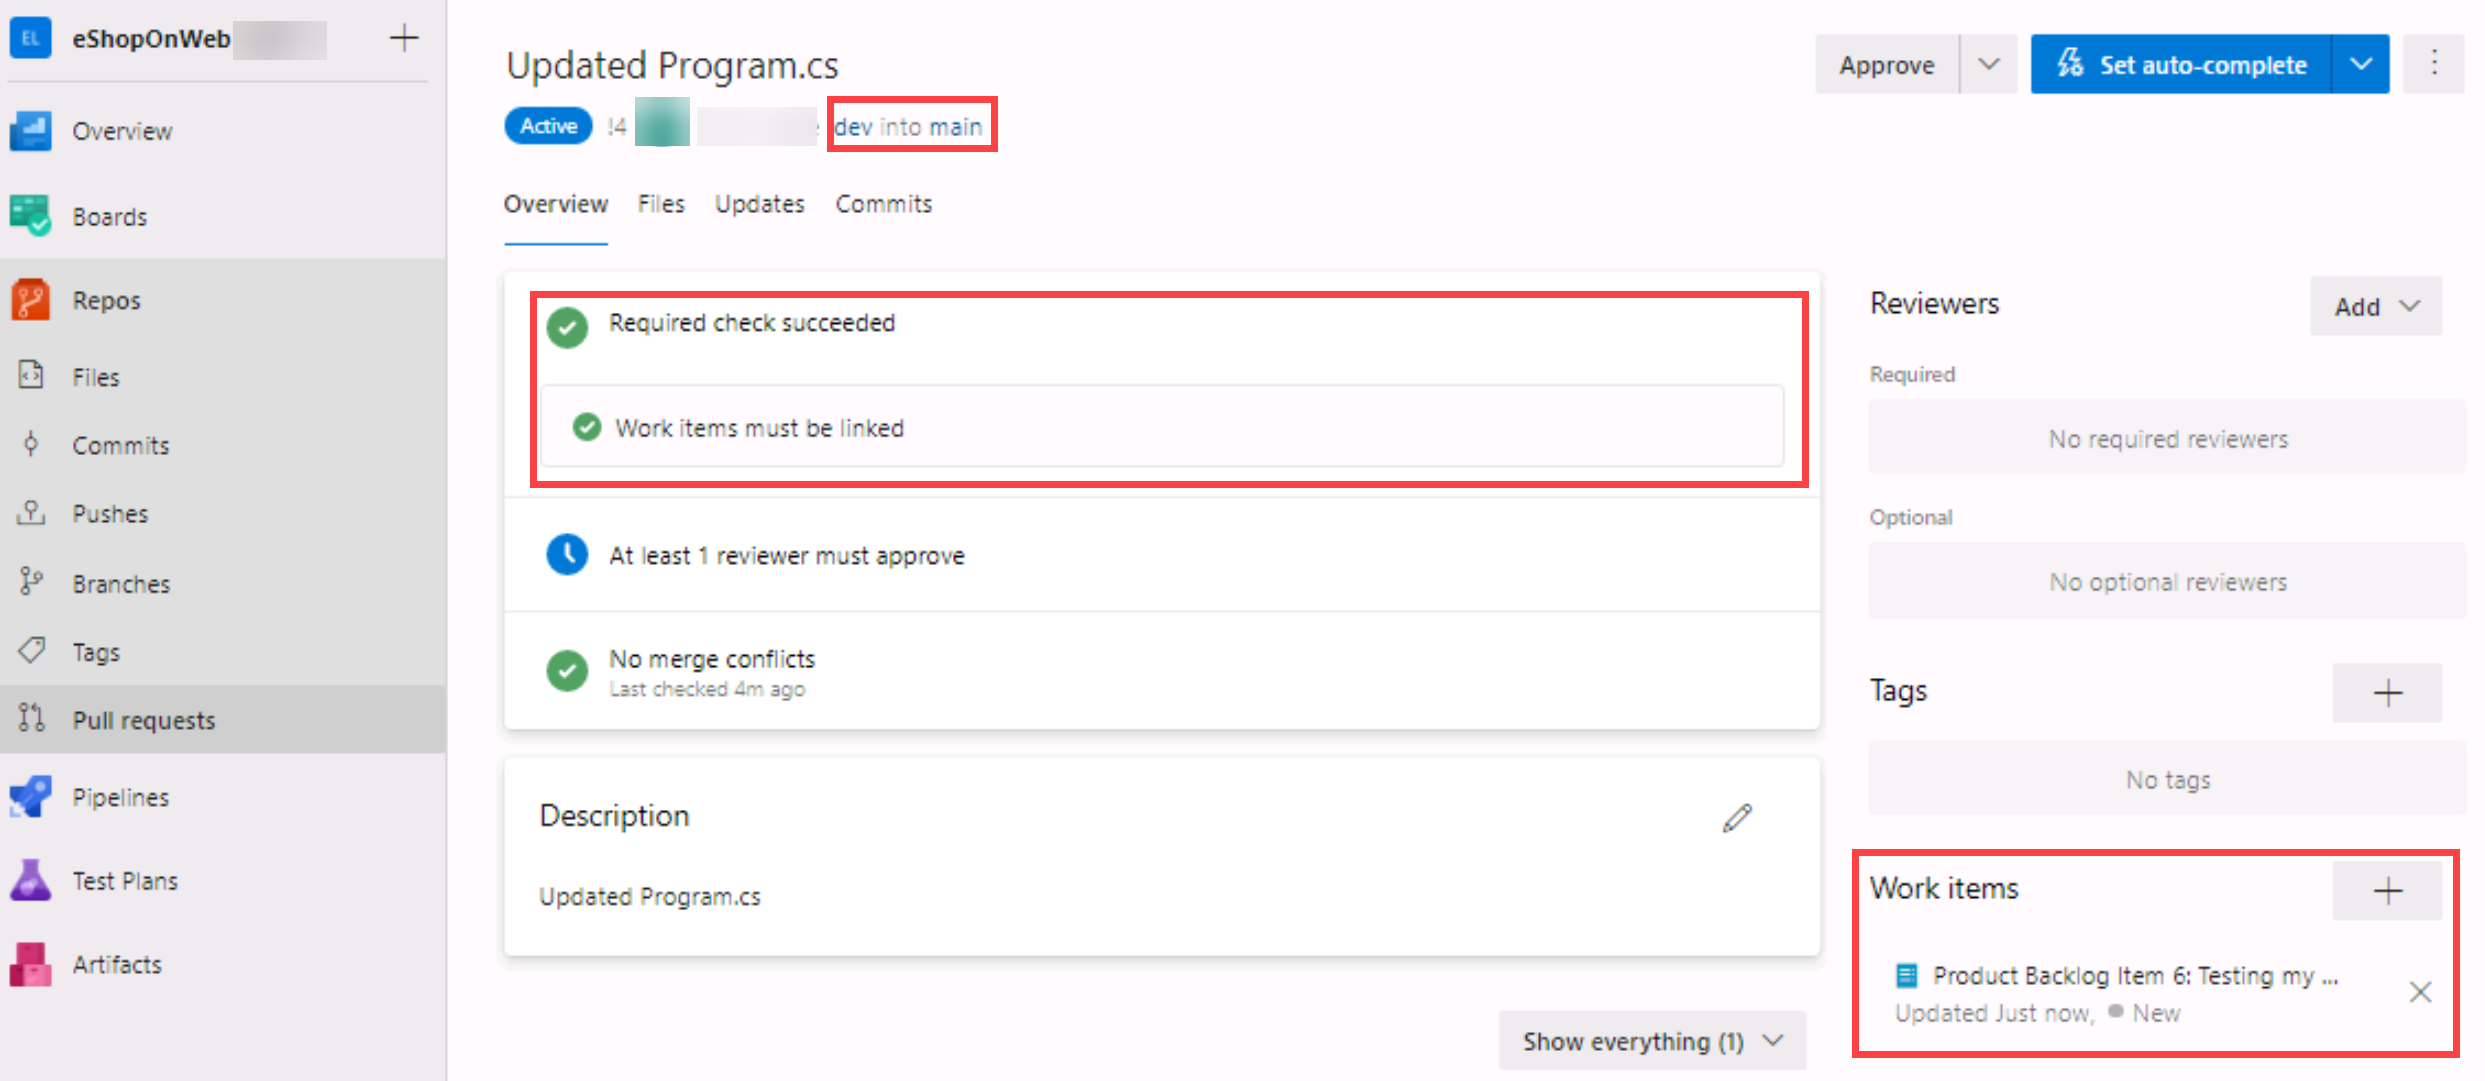 EL
eShopOnWeb
Overview
Boards
Repos
Files
Commits
Pushes
Branches
Tags
Pull requests
Pipelines
Test Plans
Artifacts
Updated Program.cs
Approve
Set auto-complete
Active !4 dev into main
Overview Files Updates Commits
Required check succeeded
Work items must be linked
At least 1 reviewer must approve
No merge conflicts
Last checked 4m ago
Description
Updated Program.cs
Show everything (1)
Reviewers
Add
Required
No required reviewers
Optional
No optional reviewers
Tags
No tags
Work items
Product Backlog Item 6: Testing my ...
Updated Just now, New